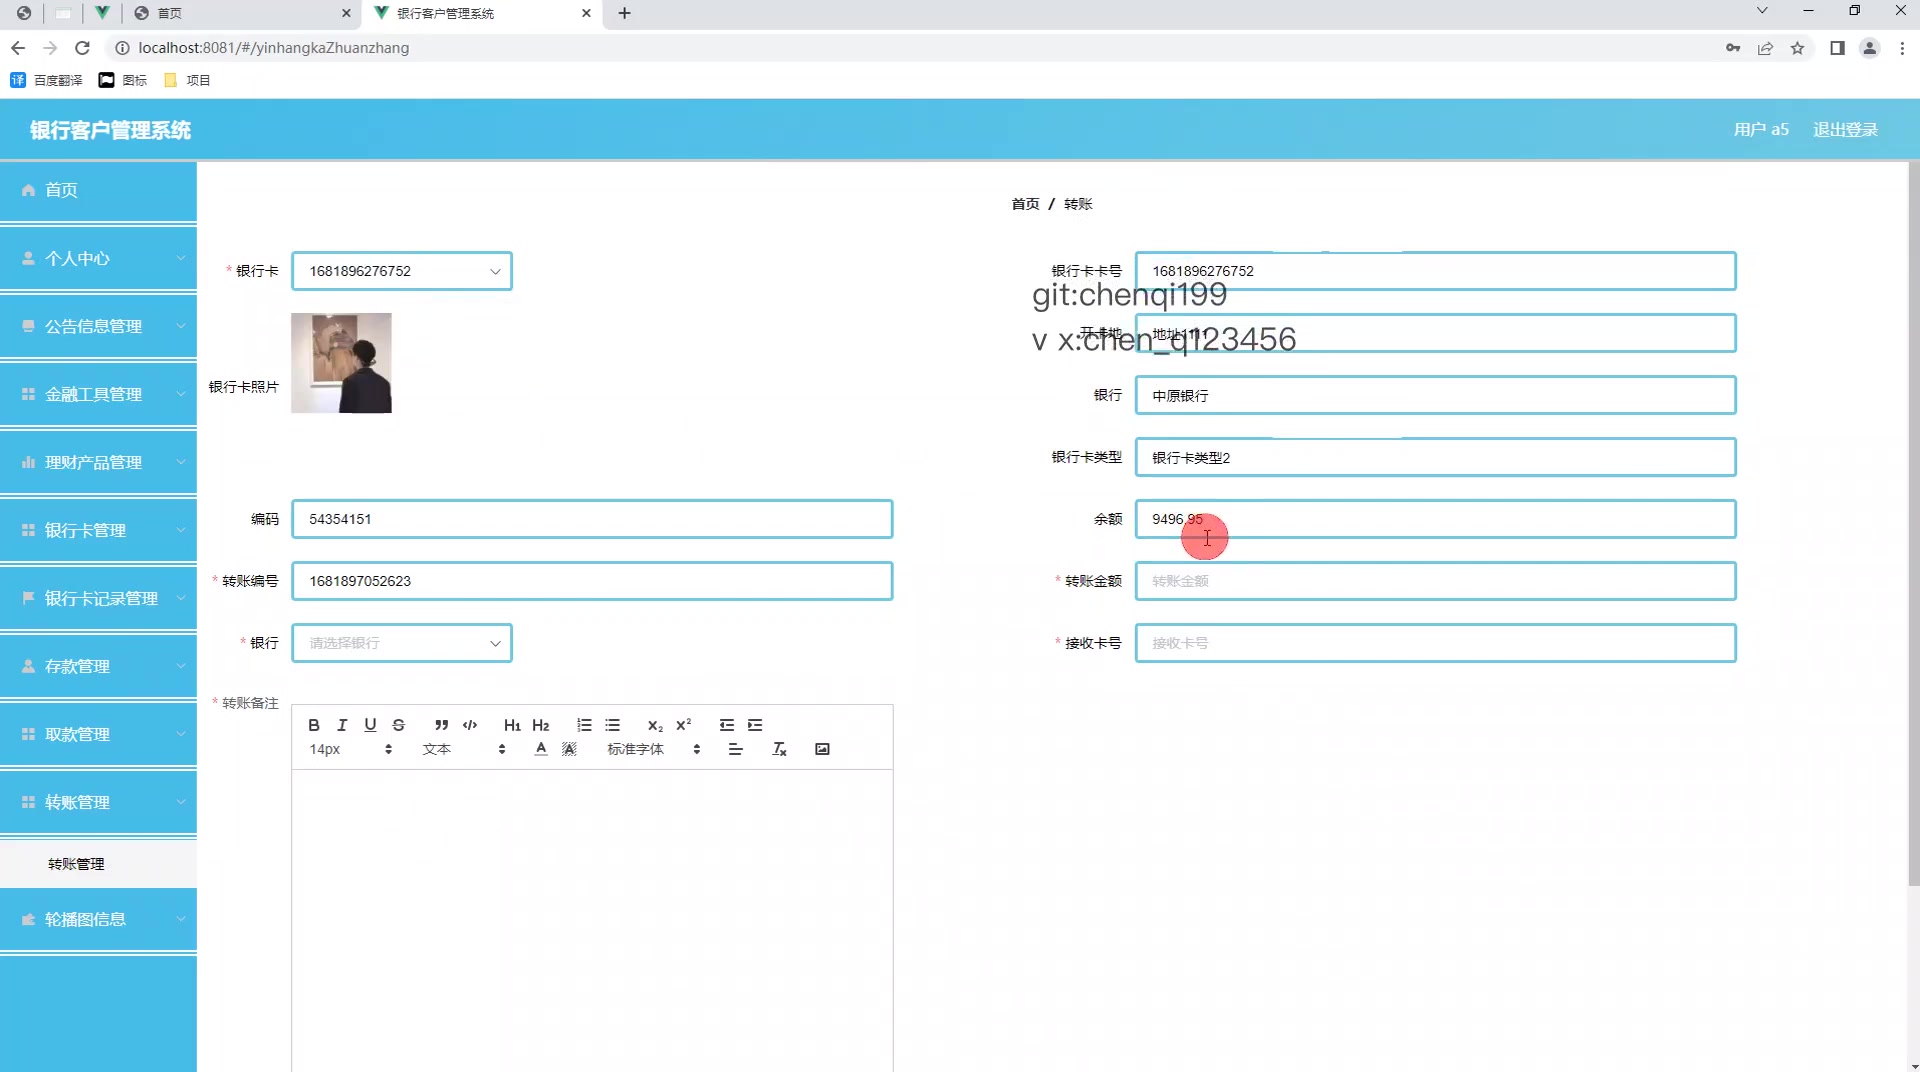 首页
银行客户管理系统
localhost:8081/#/yinhangkaZhuanzhang
百度翻译
图标
项目
银行客户管理系统
用户 a5
退出登录
首页
个人中心
公告信息管理
金融工具管理
理财产品管理
银行卡管理
银行卡记录管理
存款管理
取款管理
转账管理
转账管理
轮播图信息
首页 / 转账
* 银行卡
1681896276752
银行卡卡号
1681896276752
git:chenqi199
开卡地
地址1111
v x:chen_q123456
银行卡照片
银行
中原银行
银行卡类型
银行卡类型2
编码
54354151
余额
9496.95
* 转账编号
1681897052623
* 转账金额
转账金额
* 银行
请选择银行
* 接收卡号
接收卡号
* 转账备注
14px
文本
标准字体